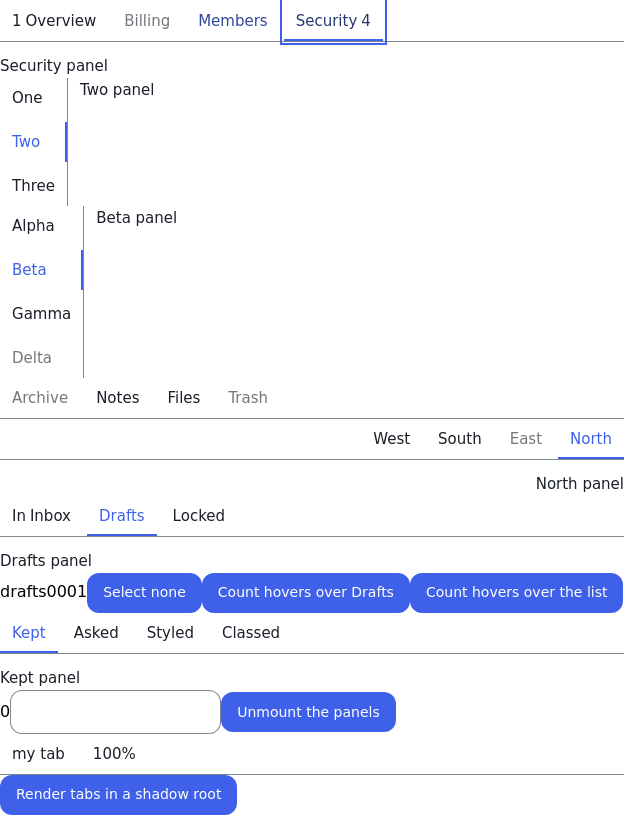 1 Overview Billing Members Security 4
Security panel
One
Two panel
Two
Three
Alpha
Beta panel
Beta
Gamma
Delta
Archive Notes Files Trash
West South East North
North panel
In Inbox Drafts Locked
Drafts panel
drafts0001 Select none Count hovers over Drafts Count hovers over the list
Kept Asked Styled Classed
Kept panel
0 Unmount the panels
my tab 100%
Render tabs in a shadow root